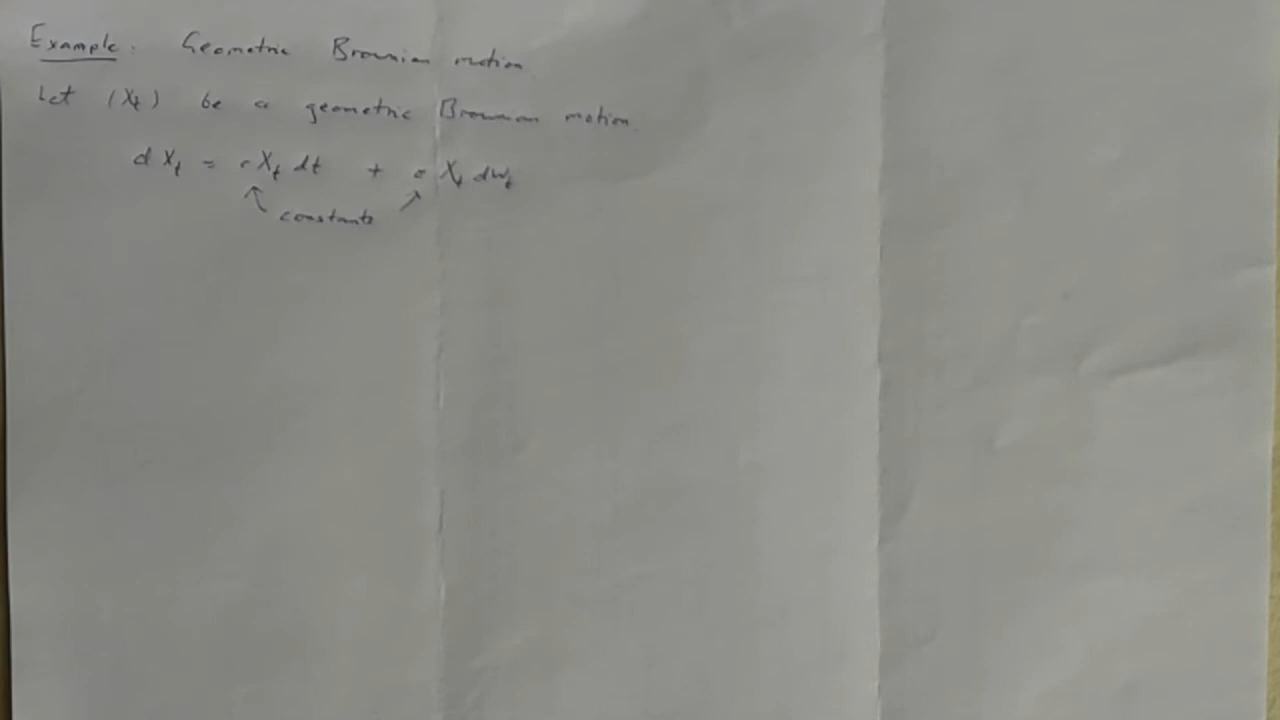 Example: Geometric Brownian motion
Let (Xₜ) be a geometric Brownian motion.
dXₜ = rXₜ dt + σXₜ dWₜ
↖ constants ↗